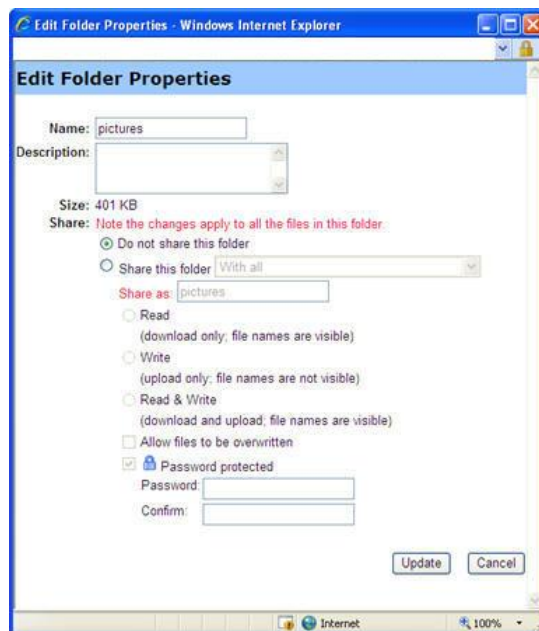 Edit Folder Properties - Windows Internet Explorer
Edit Folder Properties
Name: pictures
Description:
Size: 401 KB
Share: Note the changes apply to all the files in this folder.
Do not share this folder
Share this folder With all
Share as: pictures
Read
(download only; file names are visible)
Write
(upload only; file names are not visible)
Read & Write
(download and upload; file names are visible)
Allow files to be overwritten
Password protected
Password:
Confirm:
Update Cancel
Internet 100%